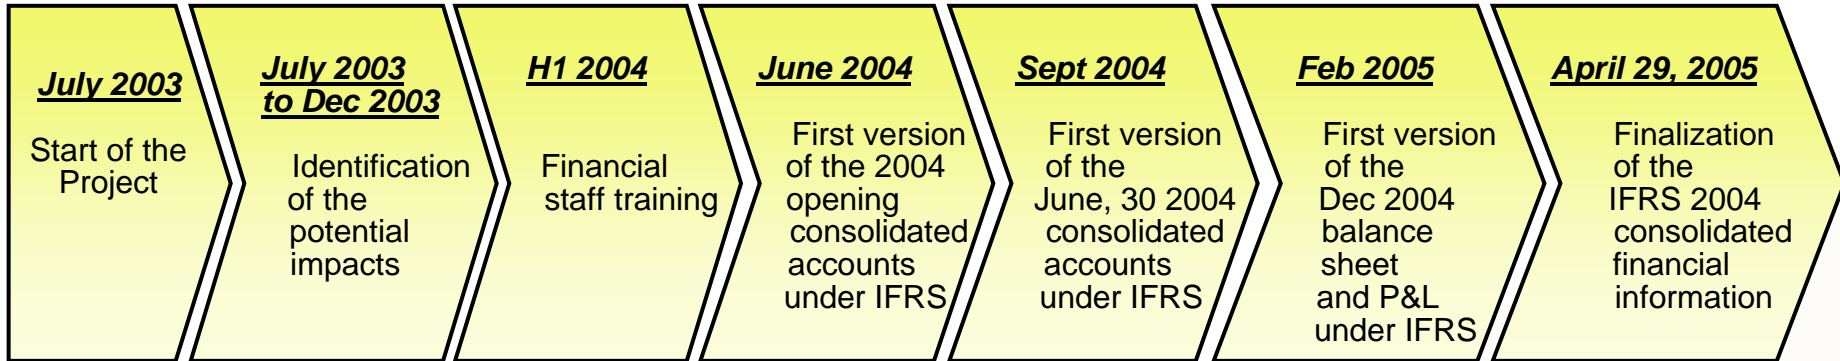 July 2003
Start of the
Project
July 2003
to Dec 2003
Identification
of the
potential
impacts
H1 2004
Financial
staff training
June 2004
First version
of the 2004
opening
consolidated
accounts
under IFRS
Sept 2004
First version
of the
June, 30 2004
consolidated
accounts
under IFRS
Feb 2005
First version
of the
Dec 2004
balance
sheet
and P&L
under IFRS
April 29, 2005
Finalization
of the
IFRS 2004
consolidated
financial
information